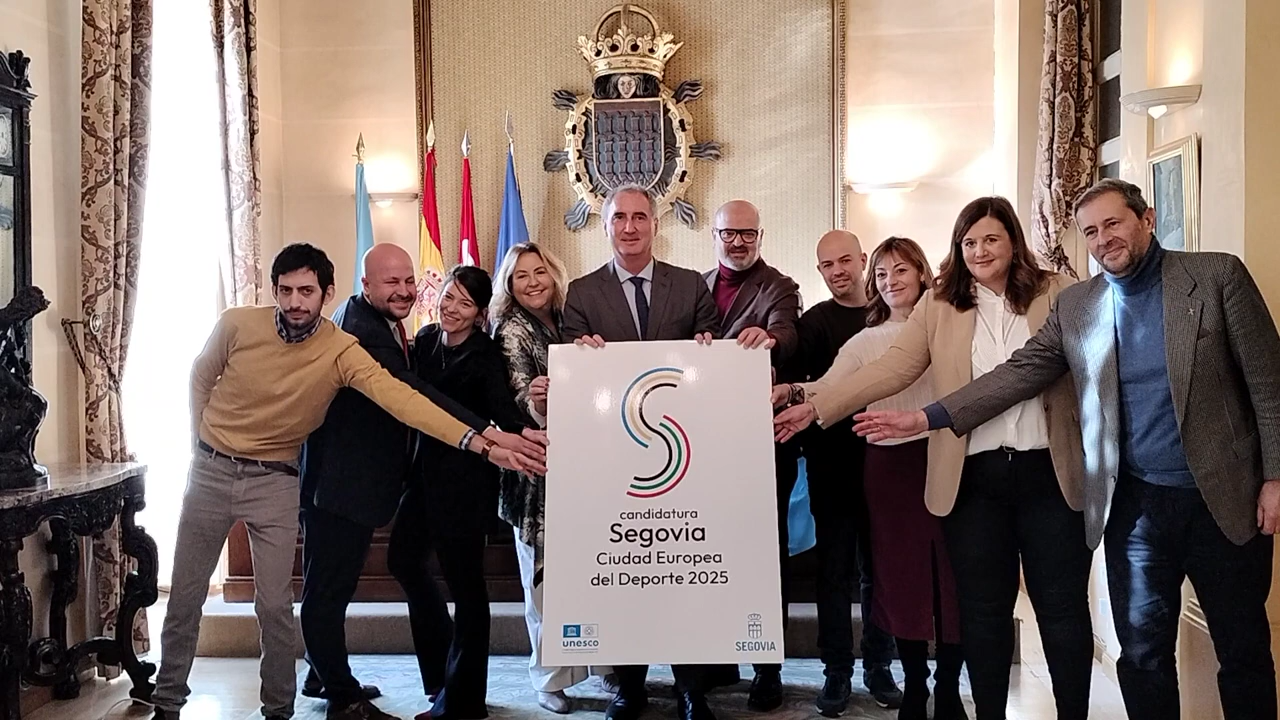 candidatura
Segovia
Ciudad Europea
del Deporte 2025
unesco
SEGOVIA